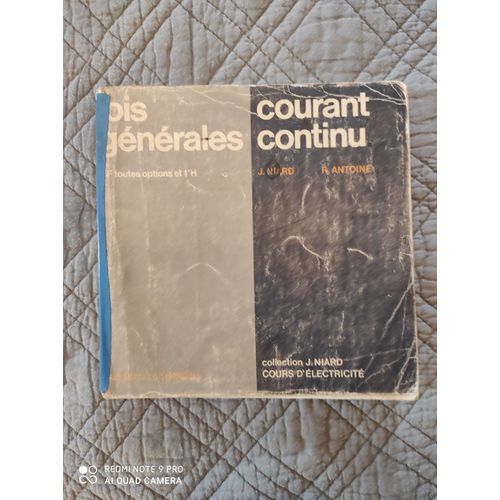 ois
générales
courant
continu
toutes options et 1ʳᵉH
J. NIARD R. ANTOINE
collection J. NIARD
COURS D'ÉLECTRICITÉ
REDMI NOTE 9 PRO
AI QUAD CAMERA